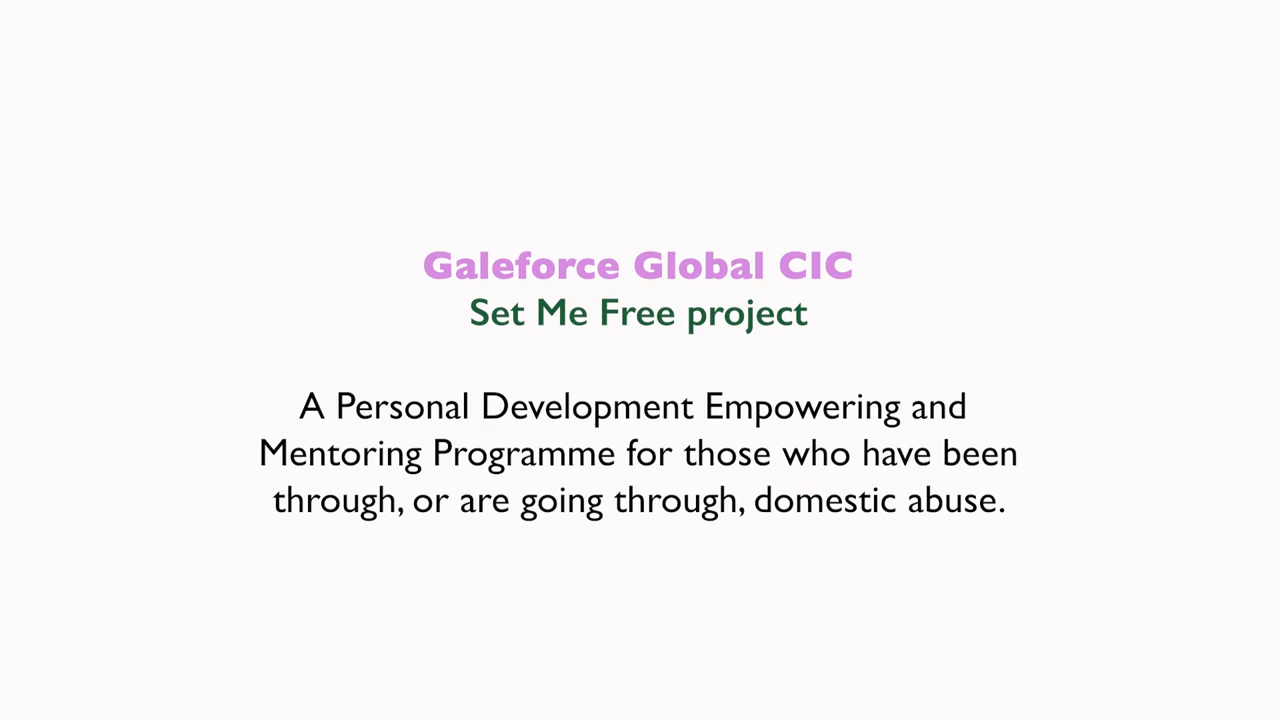 Galeforce Global CIC
Set Me Free project
A Personal Development Empowering and
Mentoring Programme for those who have been
through, or are going through, domestic abuse.